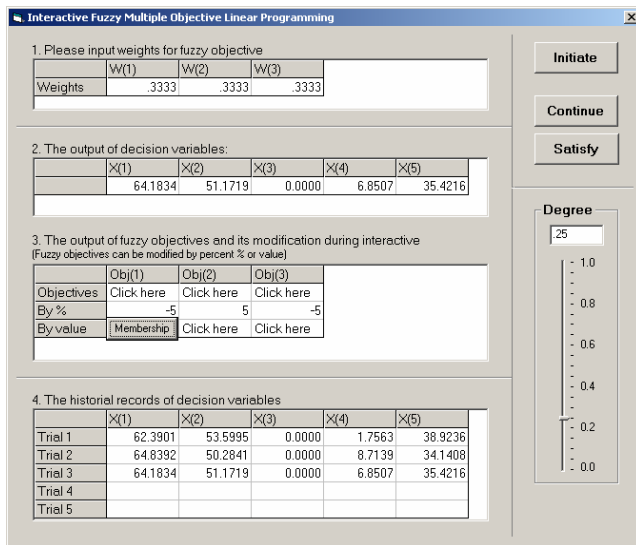 Interactive Fuzzy Multiple Objective Linear Programming
1. Please input weights for fuzzy objective
W(1) W(2) W(3)
Weights .3333 .3333 .3333
2. The output of decision variables:
X(1) X(2) X(3) X(4) X(5)
64.1834 51.1719 0.0000 6.8507 35.4216
3. The output of fuzzy objectives and its modification during interactive
(Fuzzy objectives can be modified by percent % or value)
Obj(1) Obj(2) Obj(3)
Objectives Click here Click here Click here
By % -5 5 -5
By value Membership Click here Click here
4. The historial records of decision variables
X(1) X(2) X(3) X(4) X(5)
Trial 1 62.3901 53.5995 0.0000 1.7563 38.9236
Trial 2 64.8392 50.2841 0.0000 8.7139 34.1408
Trial 3 64.1834 51.1719 0.0000 6.8507 35.4216
Trial 4
Trial 5
Initiate
Continue
Satisfy
Degree
.25
1.0
0.8
0.6
0.4
0.2
0.0